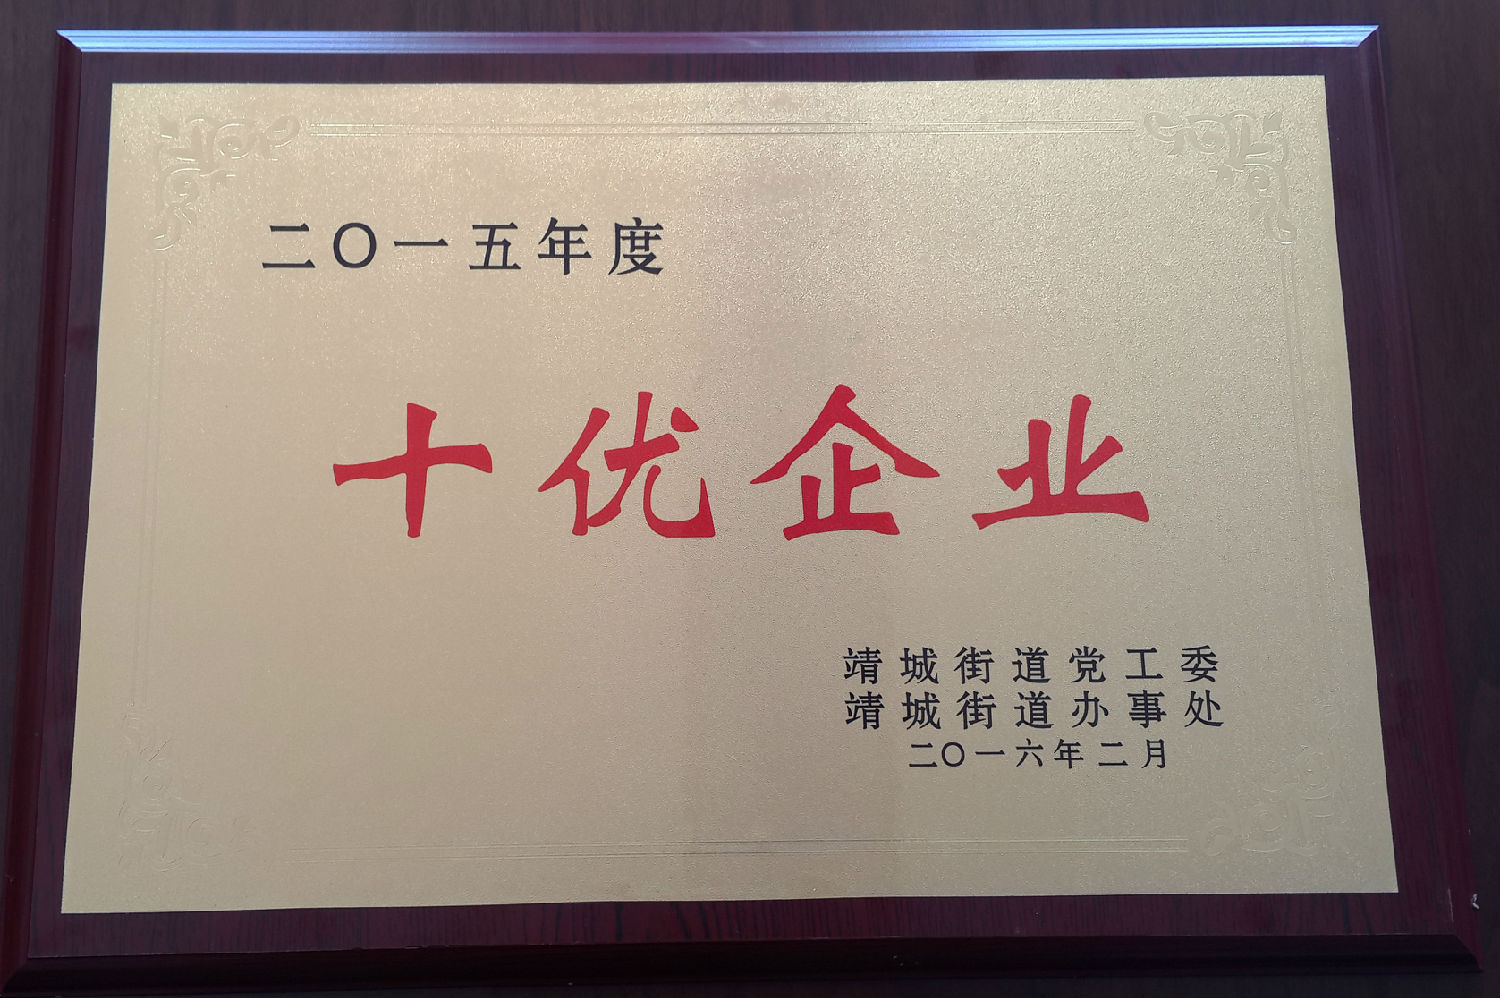 二〇一五年度
十优企业
靖城街道党工委
靖城街道办事处
二〇一六年二月